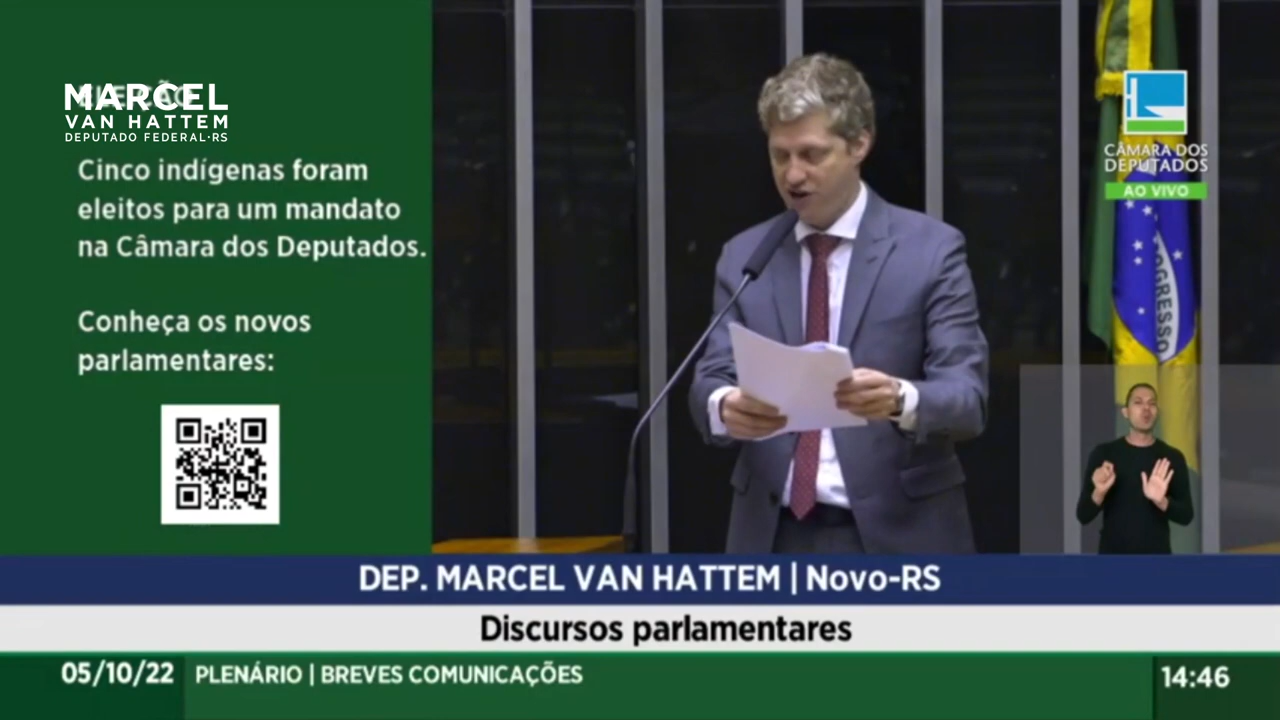 MARCEL
VAN HATTEM
DEPUTADO FEDERAL·RS
Cinco indígenas foram
eleitos para um mandato
na Câmara dos Deputados.
Conheça os novos
parlamentares:
CÂMARA DOS
DEPUTADOS
AO VIVO
OGRESSO
DEP. MARCEL VAN HATTEM | Novo-RS
Discursos parlamentares
05/10/22
PLENÁRIO | BREVES COMUNICAÇÕES
14:46